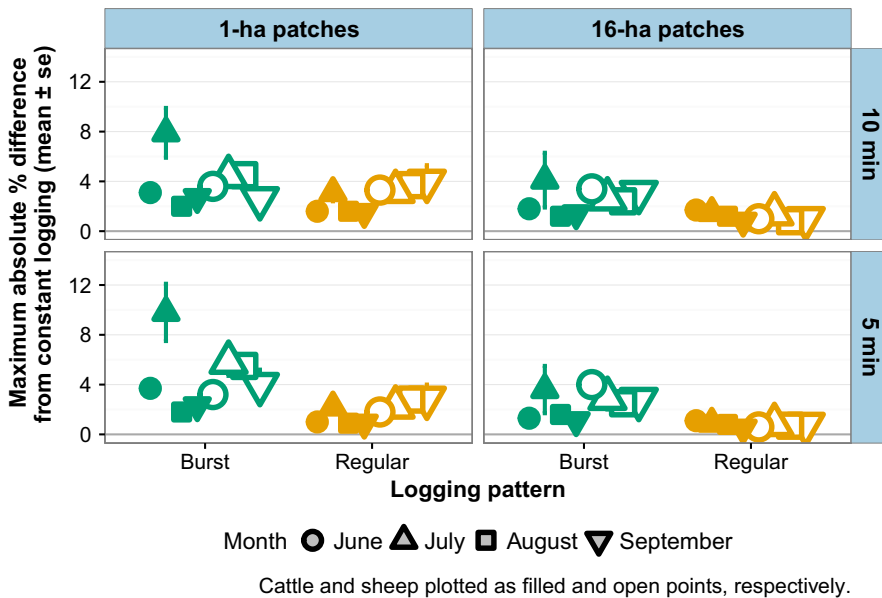 1-ha patches
16-ha patches
Maximum absolute % difference
from constant logging (mean ± se)
12
8
4
0
10 min
12
8
4
0
5 min
Burst
Regular
Burst
Regular
Logging pattern
Month June July August September
Cattle and sheep plotted as filled and open points, respectively.